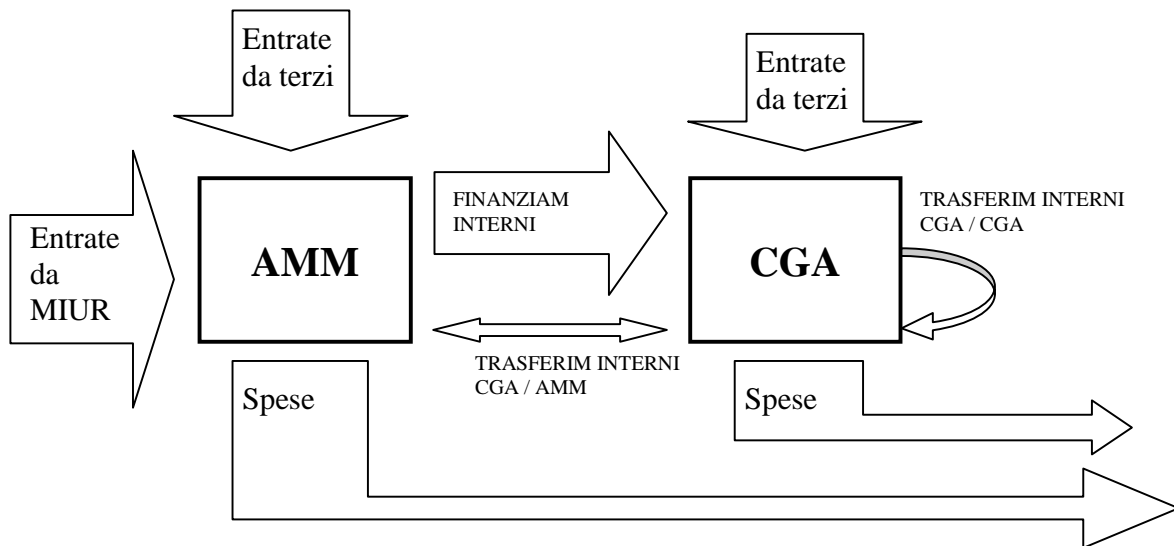 Entrate
da terzi
Entrate
da terzi
Entrate
da
MIUR
AMM
FINANZIAM
INTERNI
CGA
TRASFERIM INTERNI
CGA / CGA
TRASFERIM INTERNI
CGA / AMM
Spese
Spese